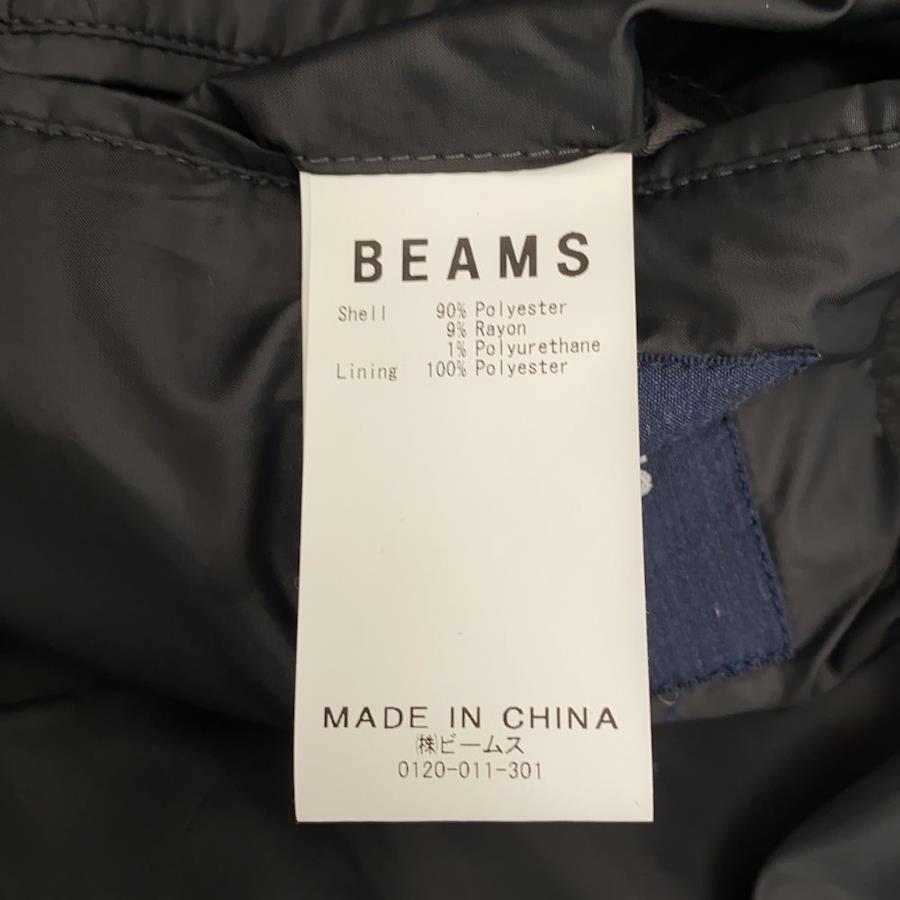 BEAMS
Shell 90% Polyester
9% Rayon
1% Polyurethane
Lining 100% Polyester
MADE IN CHINA
㈱ビームス
0120-011-301